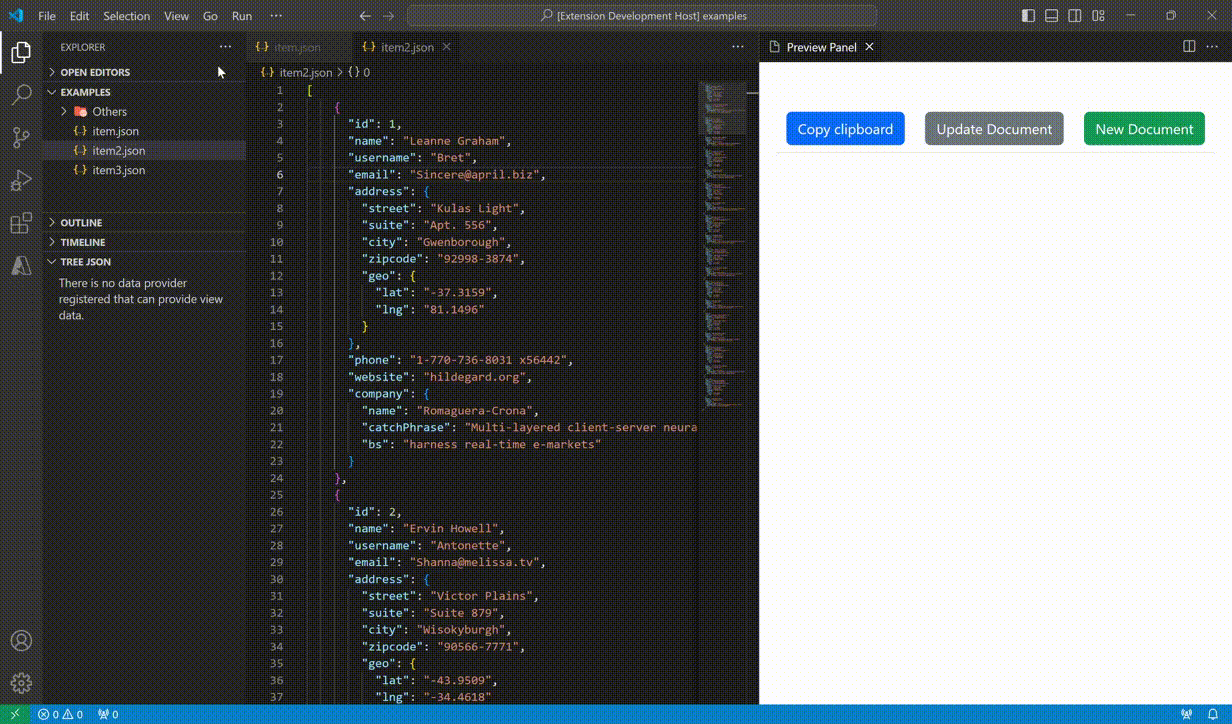 File Edit Selection View Go Run ··· [Extension Development Host] examples
EXPLORER
OPEN EDITORS
EXAMPLES
Others
item.json
item2.json
item3.json
OUTLINE
TIMELINE
TREE JSON
There is no data provider
registered that can provide view
data.
{ } item.json { } item2.json
{ } item2.json > { } 0
1 [
2 {
3 "id": 1,
4 "name": "Leanne Graham",
5 "username": "Bret",
6 "email": "Sincere@april.biz",
7 "address": {
8 "street": "Kulas Light",
9 "suite": "Apt. 556",
10 "city": "Gwenborough",
11 "zipcode": "92998-3874",
12 "geo": {
13 "lat": "-37.3159",
14 "lng": "81.1496"
15 }
16 },
17 "phone": "1-770-736-8031 x56442",
18 "website": "hildegard.org",
19 "company": {
20 "name": "Romaguera-Crona",
21 "catchPhrase": "Multi-layered client-server neura
22 "bs": "harness real-time e-markets"
23 }
24 },
25 {
26 "id": 2,
27 "name": "Ervin Howell",
28 "username": "Antonette",
29 "email": "Shanna@melissa.tv",
30 "address": {
31 "street": "Victor Plains",
32 "suite": "Suite 879",
33 "city": "Wisokyburgh",
34 "zipcode": "90566-7771",
35 "geo": {
36 "lat": "-43.9509",
37 "lng": "-34.4618"
Preview Panel
Copy clipboard Update Document New Document
0 0 0